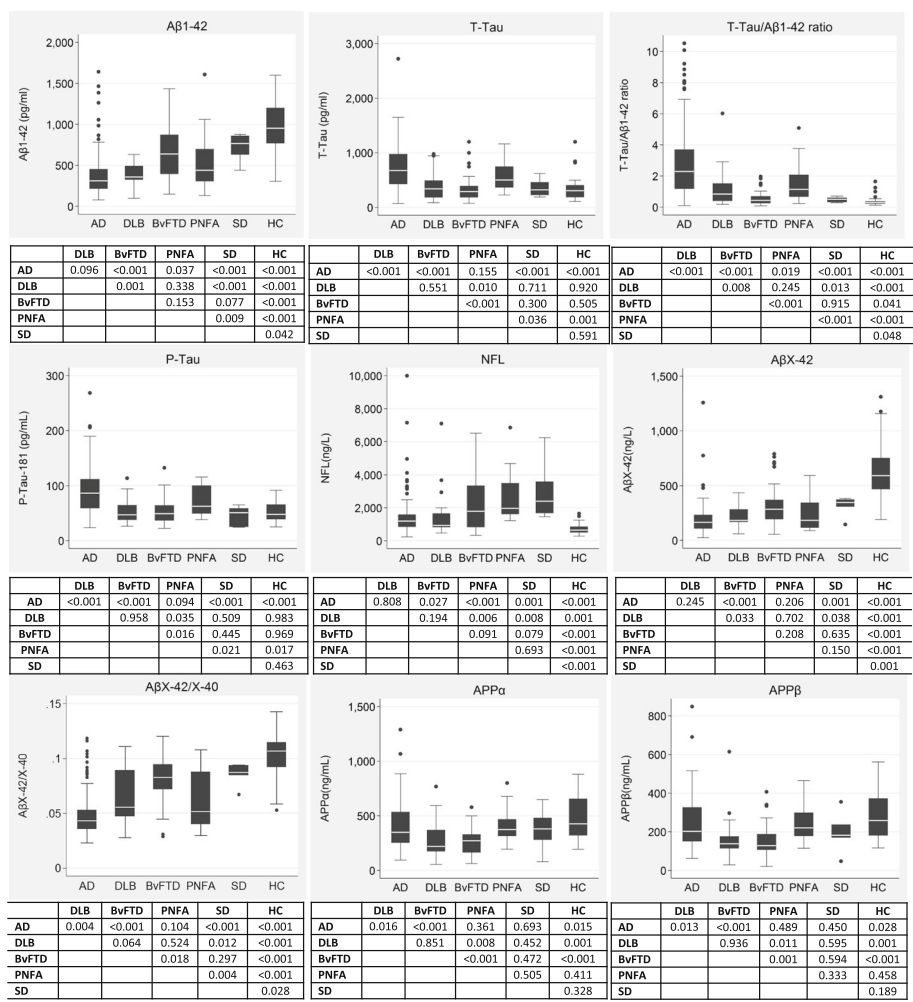 Aβ1-42
Aβ1-42 (pg/ml)
2,000
1,500
1,000
500
0
AD DLB BvFTD PNFA SD HC
T-Tau
T-Tau (pg/ml)
3,000
2,000
1,000
0
AD DLB BvFTD PNFA SD HC
T-Tau/Aβ1-42 ratio
T-Tau/Aβ1-42 ratio
10
8
6
4
2
0
AD DLB BvFTD PNFA SD HC
DLB BvFTD PNFA SD HC
AD 0.096 <0.001 0.037 <0.001 <0.001
DLB 0.001 0.338 <0.001 <0.001
BvFTD 0.153 0.077 <0.001
PNFA 0.009 <0.001
SD 0.042
DLB BvFTD PNFA SD HC
AD <0.001 <0.001 0.155 <0.001 <0.001
DLB 0.551 0.010 0.711 0.920
BvFTD <0.001 0.300 0.505
PNFA 0.036 0.001
SD 0.591
DLB BvFTD PNFA SD HC
AD <0.001 <0.001 0.019 <0.001 <0.001
DLB 0.008 0.245 0.013 <0.001
BvFTD <0.001 0.915 0.041
PNFA <0.001 <0.001
SD 0.048
P-Tau
P-Tau-181 (pg/mL)
300
200
100
0
AD DLB BvFTD PNFA SD HC
NFL
NFL(ng/L)
10,000
8,000
6,000
4,000
2,000
0
AD DLB BvFTD PNFA SD HC
AβX-42
AβX-42(ng/L)
1,500
1,000
500
0
AD DLB BvFTD PNFA SD HC
DLB BvFTD PNFA SD HC
AD <0.001 <0.001 0.094 <0.001 <0.001
DLB 0.958 0.035 0.509 0.983
BvFTD 0.016 0.445 0.969
PNFA 0.021 0.017
SD 0.463
DLB BvFTD PNFA SD HC
AD 0.808 0.027 <0.001 0.001 <0.001
DLB 0.194 0.006 0.008 0.001
BvFTD 0.091 0.079 <0.001
PNFA 0.693 <0.001
SD <0.001
DLB BvFTD PNFA SD HC
AD 0.245 <0.001 0.206 0.001 <0.001
DLB 0.033 0.702 0.038 <0.001
BvFTD 0.208 0.635 <0.001
PNFA 0.150 <0.001
SD 0.001
AβX-42/X-40
AβX-42/X-40
.15
.1
.05
0
AD DLB BvFTD PNFA SD HC
APPα
APPα(ng/mL)
1,500
1,000
500
0
AD DLB BvFTD PNFA SD HC
APPβ
APPβ(ng/mL)
800
600
400
200
0
AD DLB BvFTD PNFA SD HC
DLB BvFTD PNFA SD HC
AD 0.004 <0.001 0.104 <0.001 <0.001
DLB 0.064 0.524 0.012 <0.001
BvFTD 0.018 0.297 <0.001
PNFA 0.004 <0.001
SD 0.028
DLB BvFTD PNFA SD HC
AD 0.016 <0.001 0.361 0.693 0.015
DLB 0.851 0.008 0.452 0.001
BvFTD <0.001 0.472 <0.001
PNFA 0.505 0.411
SD 0.328
DLB BvFTD PNFA SD HC
AD 0.013 <0.001 0.489 0.450 0.028
DLB 0.936 0.011 0.595 0.001
BvFTD 0.001 0.594 <0.001
PNFA 0.333 0.458
SD 0.189